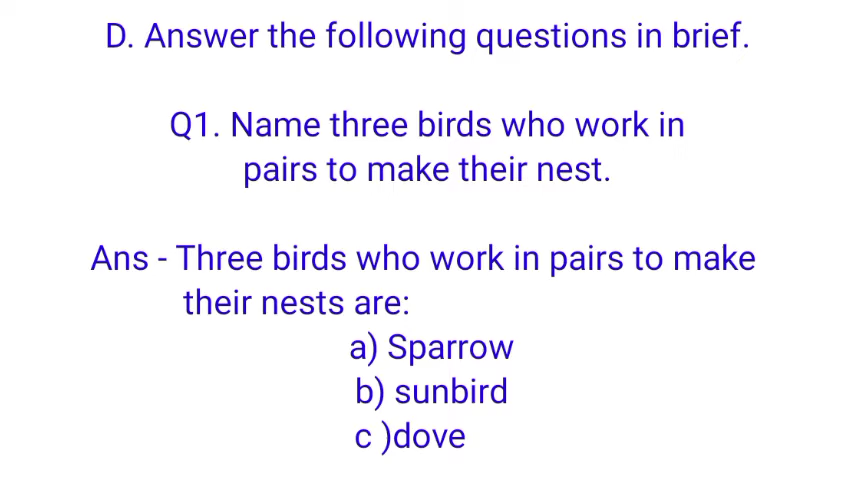 D. Answer the following questions in brief.
Q1. Name three birds who work in
pairs to make their nest.
Ans - Three birds who work in pairs to make
their nests are:
a) Sparrow
b) sunbird
c )dove